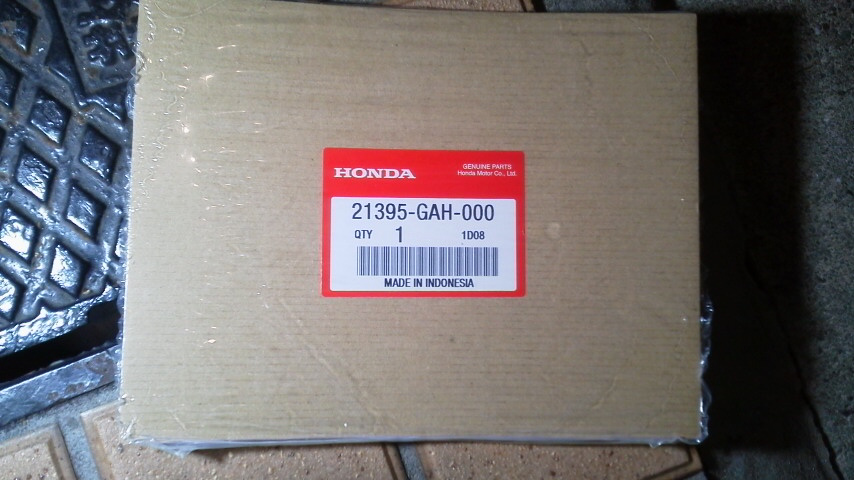 HONDA
GENUINE PARTS
Honda Motor Co., Ltd.
21395-GAH-000
QTY 1 1D08
MADE IN INDONESIA